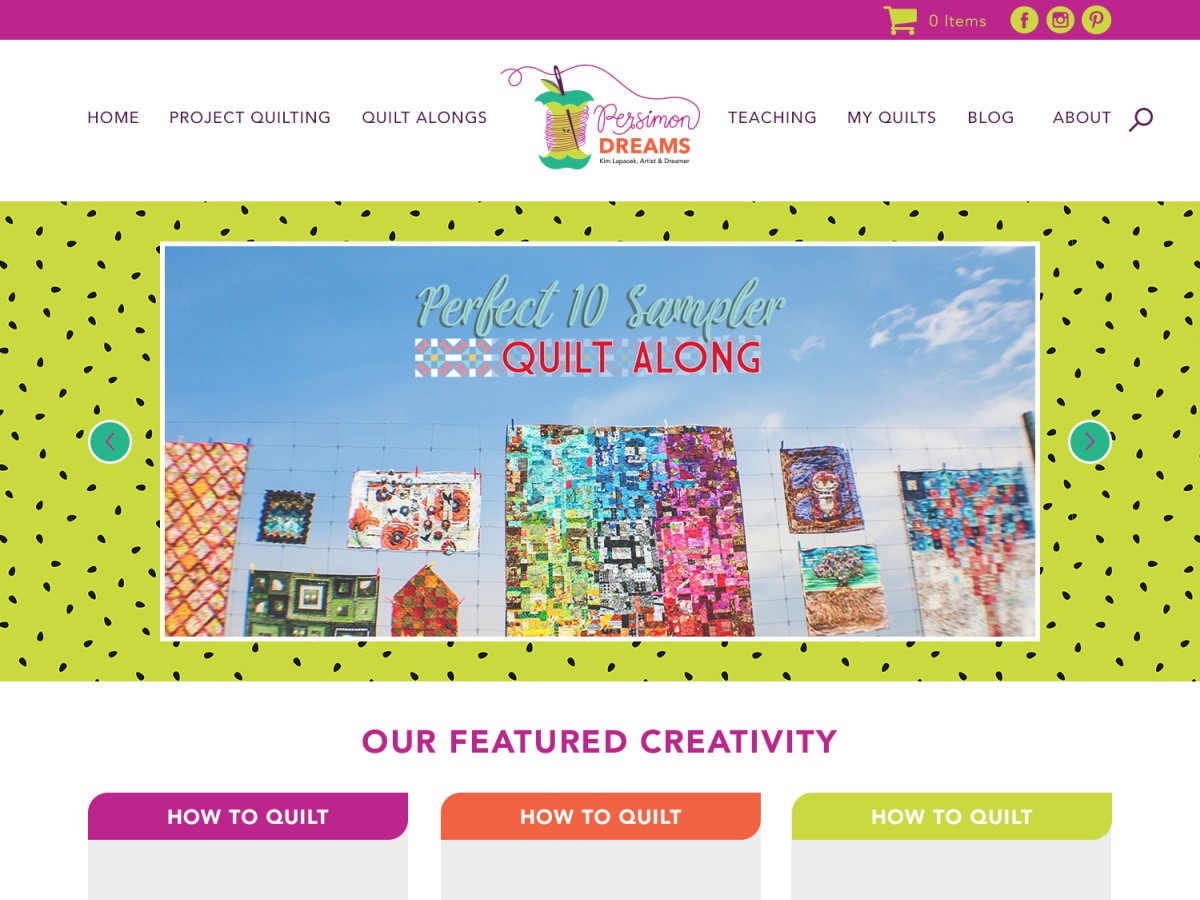 0 Items
HOME
PROJECT QUILTING
QUILT ALONGS
Persimon
DREAMS
Kim Lapacek, Artist & Dreamer
TEACHING
MY QUILTS
BLOG
ABOUT
Perfect 10 Sampler
QUILT ALONG
OUR FEATURED CREATIVITY
HOW TO QUILT
HOW TO QUILT
HOW TO QUILT